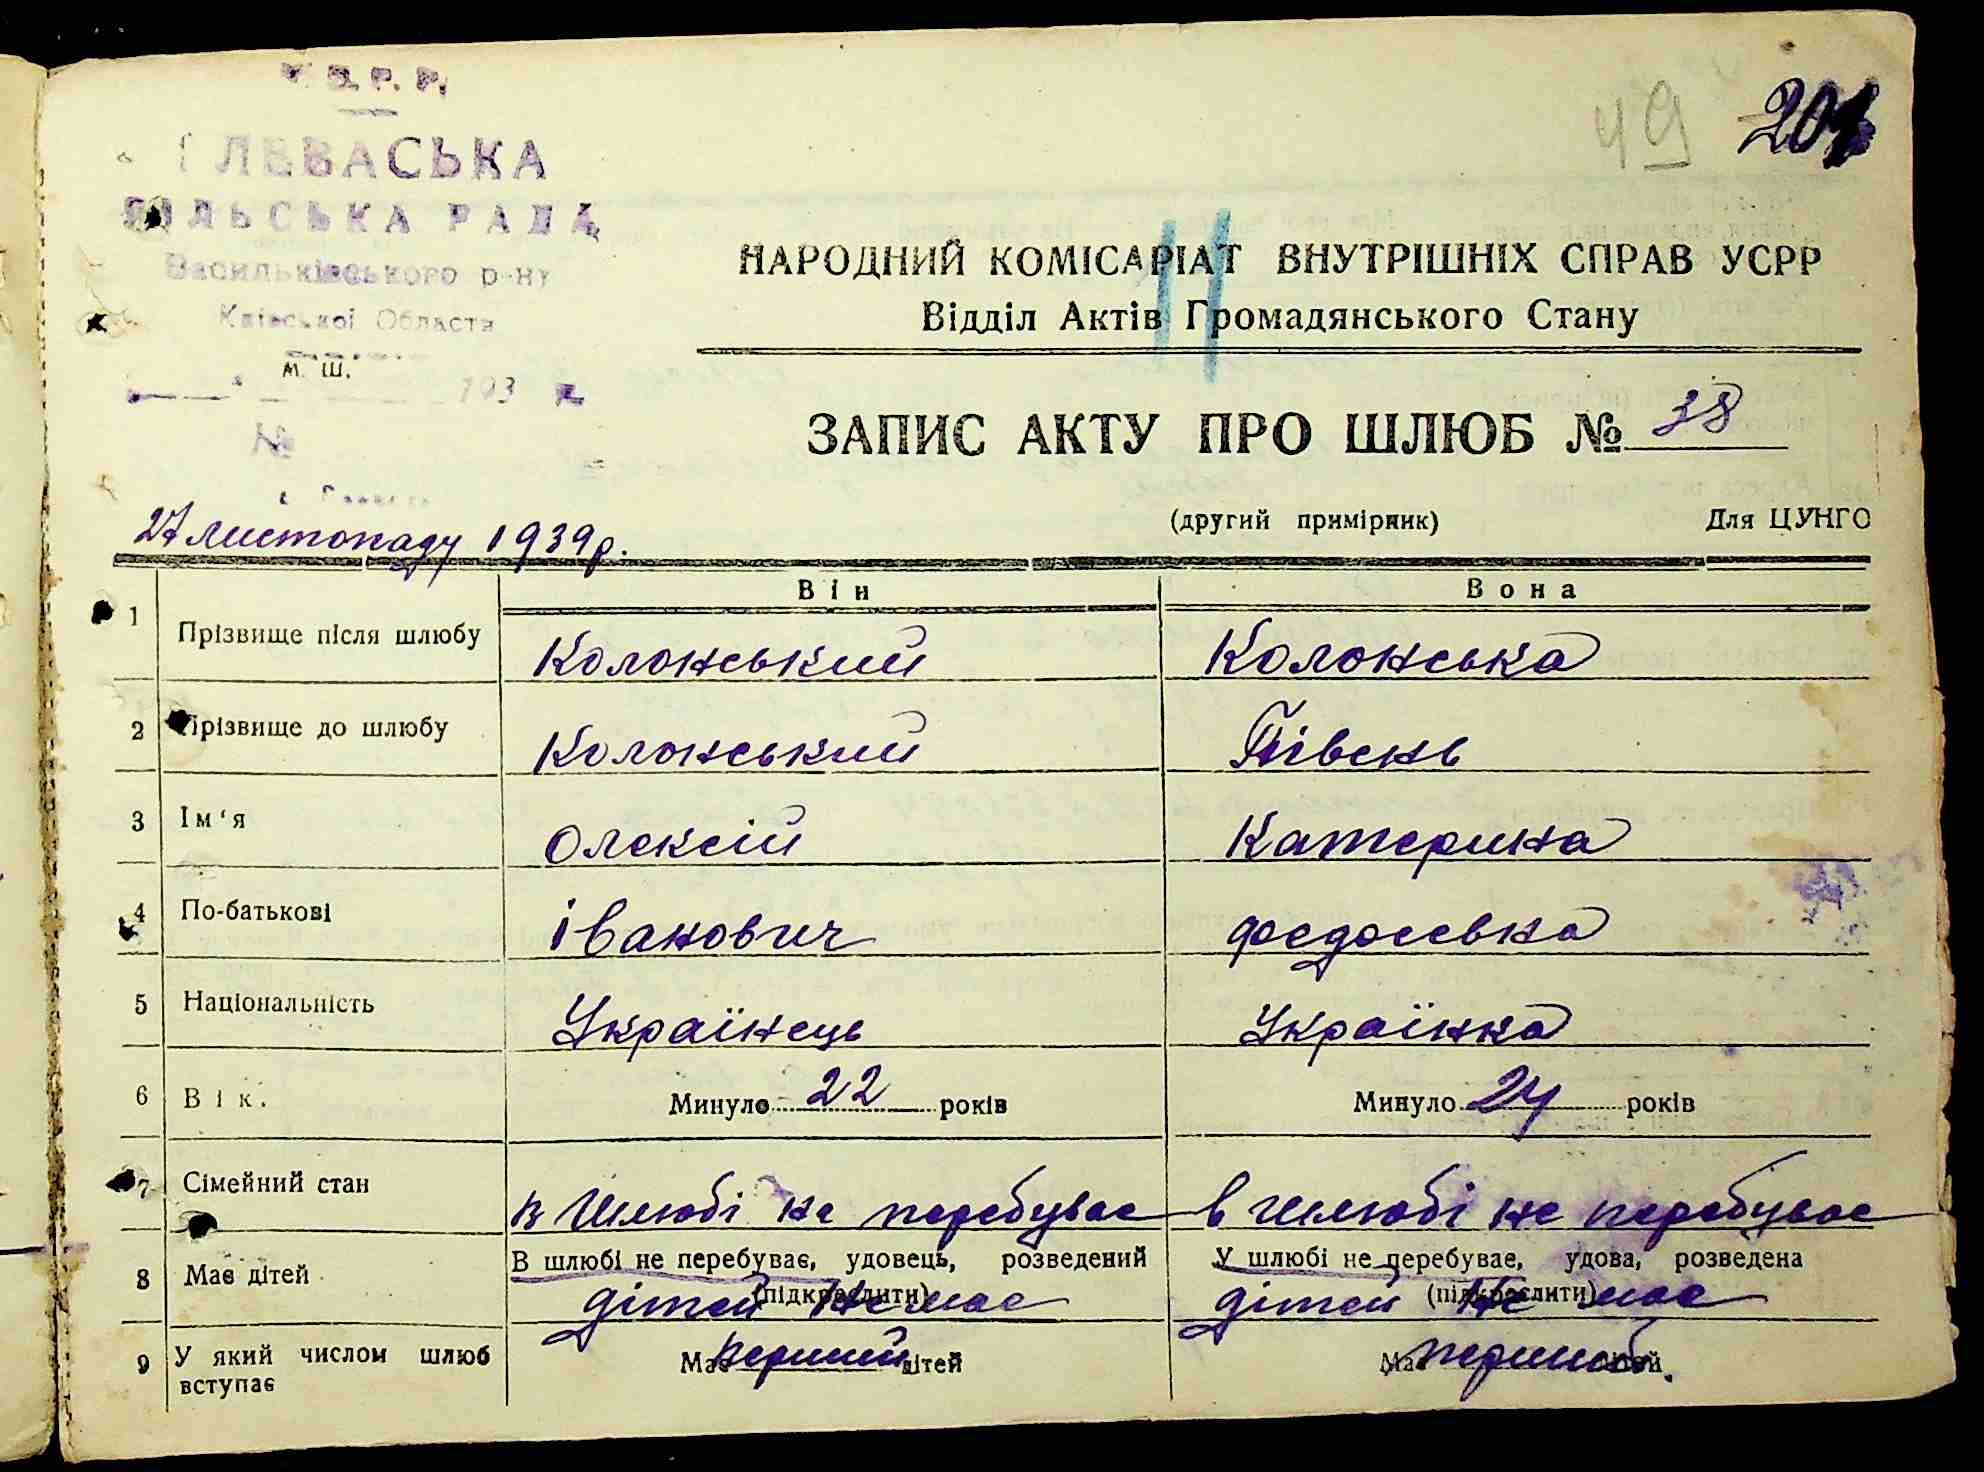 Р. Р.
ЛЕВАСЬКА
СІЛЬСЬКА РАДА
Васильківського р-ну
Київської Области
М. Ш.
193
№
49 201
НАРОДНИЙ КОМІСАРІАТ ВНУТРІШНІХ СПРАВ УСРР
Відділ Актів Громадянського Стану
ЗАПИС АКТУ ПРО ШЛЮБ № 38
(другий примірник) Для ЦУНГО
27 листопаду 1939 р.
Він Вона
1 Прізвище після шлюбу Колонський Колонська
2 Прізвище до шлюбу Колонський Півень
3 Ім'я Олексій Катерина
4 По-батькові Іванович Федосевна
5 Національність Українець Українка
6 Вік. Минуло 22 років Минуло 24 років
7 Сімейний стан в шлюбі не перебуває в шлюбі не перебуває
В шлюбі не перебуває, удовець, розведений У шлюбі не перебуває, удова, розведена
(підкреслити) (підкреслити)
8 Має дітей дітей не має дітей не має
Має дітей Має дітей
9 У який числом шлюб вступає перший перший.